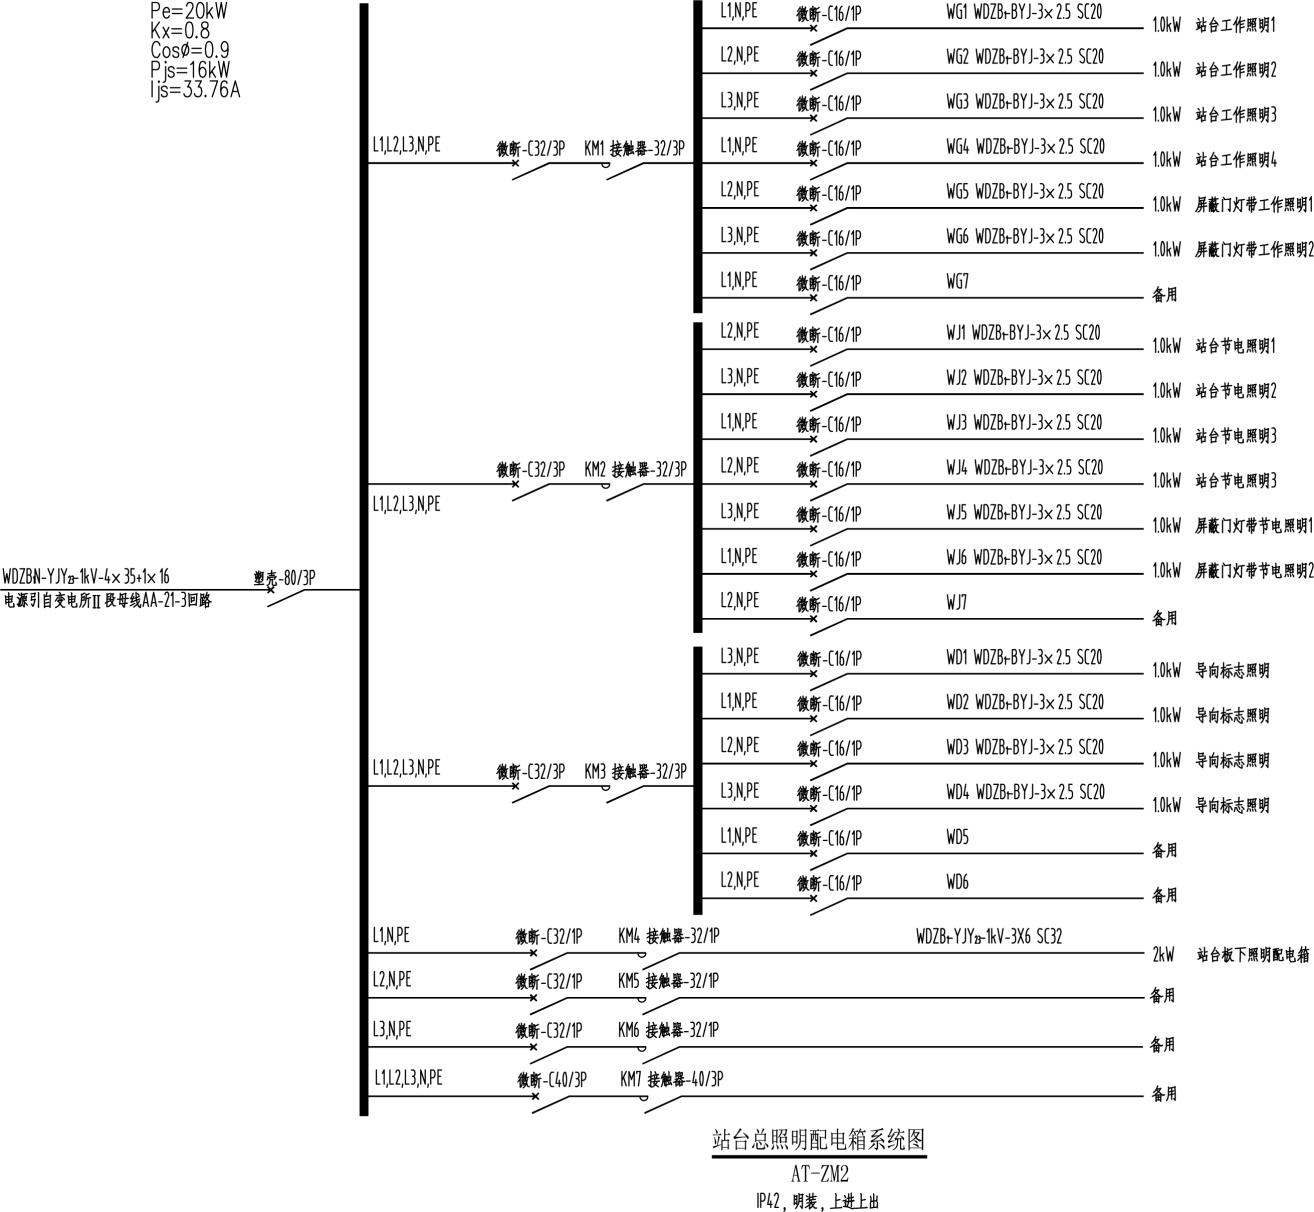 Pe=20kW
Kx=0.8
CosØ=0.9
Pjs=16kW
Ijs=33.76A
WDZBN-YJY23-1kV-4×35+1×16
电源引自变电所Ⅱ段母线AA-21-3回路
塑壳-80/3P
L1,L2,L3,N,PE 微断-C32/3P KM1 接触器-32/3P
L1,N,PE 微断-C16/1P WG1 WDZB1-BYJ-3×2.5 SC20 1.0kW 站台工作照明1
L2,N,PE 微断-C16/1P WG2 WDZB1-BYJ-3×2.5 SC20 1.0kW 站台工作照明2
L3,N,PE 微断-C16/1P WG3 WDZB1-BYJ-3×2.5 SC20 1.0kW 站台工作照明3
L1,N,PE 微断-C16/1P WG4 WDZB1-BYJ-3×2.5 SC20 1.0kW 站台工作照明4
L2,N,PE 微断-C16/1P WG5 WDZB1-BYJ-3×2.5 SC20 1.0kW 屏蔽门灯带工作照明1
L3,N,PE 微断-C16/1P WG6 WDZB1-BYJ-3×2.5 SC20 1.0kW 屏蔽门灯带工作照明2
L1,N,PE 微断-C16/1P WG7 备用
L1,L2,L3,N,PE 微断-C32/3P KM2 接触器-32/3P
L2,N,PE 微断-C16/1P WJ1 WDZB1-BYJ-3×2.5 SC20 1.0kW 站台节电照明1
L3,N,PE 微断-C16/1P WJ2 WDZB1-BYJ-3×2.5 SC20 1.0kW 站台节电照明2
L1,N,PE 微断-C16/1P WJ3 WDZB1-BYJ-3×2.5 SC20 1.0kW 站台节电照明3
L2,N,PE 微断-C16/1P WJ4 WDZB1-BYJ-3×2.5 SC20 1.0kW 站台节电照明3
L3,N,PE 微断-C16/1P WJ5 WDZB1-BYJ-3×2.5 SC20 1.0kW 屏蔽门灯带节电照明1
L1,N,PE 微断-C16/1P WJ6 WDZB1-BYJ-3×2.5 SC20 1.0kW 屏蔽门灯带节电照明2
L2,N,PE 微断-C16/1P WJ7 备用
L1,L2,L3,N,PE 微断-C32/3P KM3 接触器-32/3P
L3,N,PE 微断-C16/1P WD1 WDZB1-BYJ-3×2.5 SC20 1.0kW 导向标志照明
L1,N,PE 微断-C16/1P WD2 WDZB1-BYJ-3×2.5 SC20 1.0kW 导向标志照明
L2,N,PE 微断-C16/1P WD3 WDZB1-BYJ-3×2.5 SC20 1.0kW 导向标志照明
L3,N,PE 微断-C16/1P WD4 WDZB1-BYJ-3×2.5 SC20 1.0kW 导向标志照明
L1,N,PE 微断-C16/1P WD5 备用
L2,N,PE 微断-C16/1P WD6 备用
L1,N,PE 微断-C32/1P KM4 接触器-32/1P WDZB1-YJY23-1kV-3X6 SC32 2kW 站台板下照明配电箱
L2,N,PE 微断-C32/1P KM5 接触器-32/1P 备用
L3,N,PE 微断-C32/1P KM6 接触器-32/1P 备用
L1,L2,L3,N,PE 微断-C40/3P KM7 接触器-40/3P 备用
站台总照明配电箱系统图
AT-ZM2
IP42,明装,上进上出